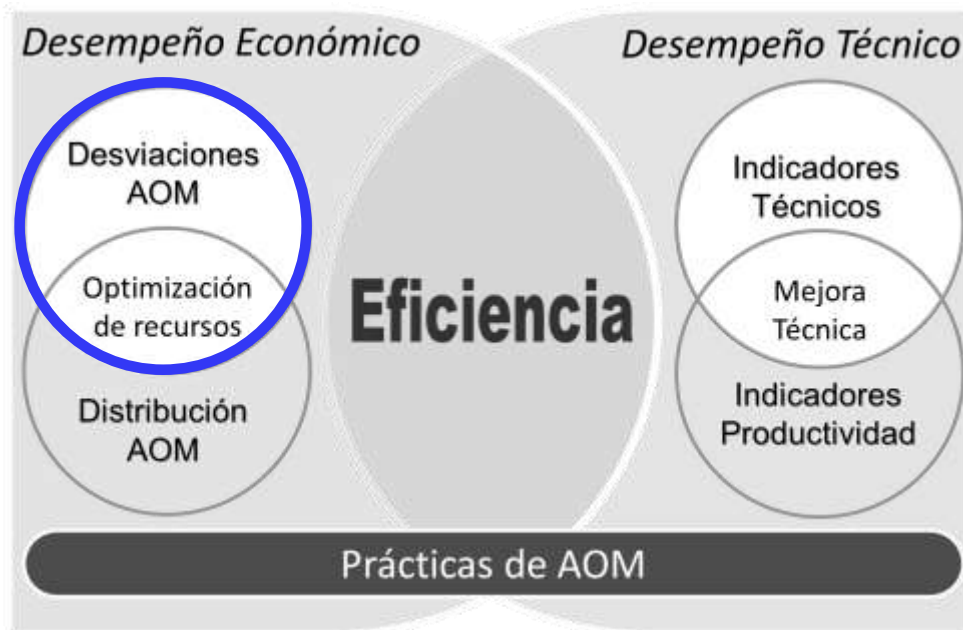 Desempeño Económico
Desempeño Técnico
Desviaciones
AOM
Optimización
de recursos
Distribución
AOM
Eficiencia
Indicadores
Técnicos
Mejora
Técnica
Indicadores
Productividad
Prácticas de AOM